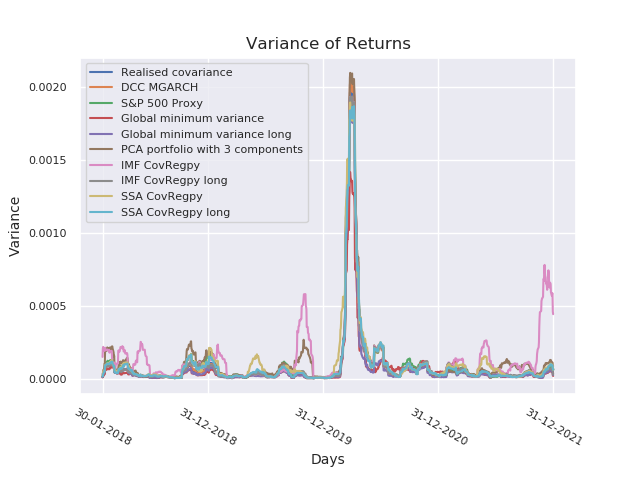 Variance of Returns
Realised covariance
DCC MGARCH
S&P 500 Proxy
Global minimum variance
Global minimum variance long
PCA portfolio with 3 components
IMF CovRegpy
IMF CovRegpy long
SSA CovRegpy
SSA CovRegpy long
0.0020
0.0015
0.0010
0.0005
0.0000
Variance
30-01-2018
31-12-2018
31-12-2019
31-12-2020
31-12-2021
Days